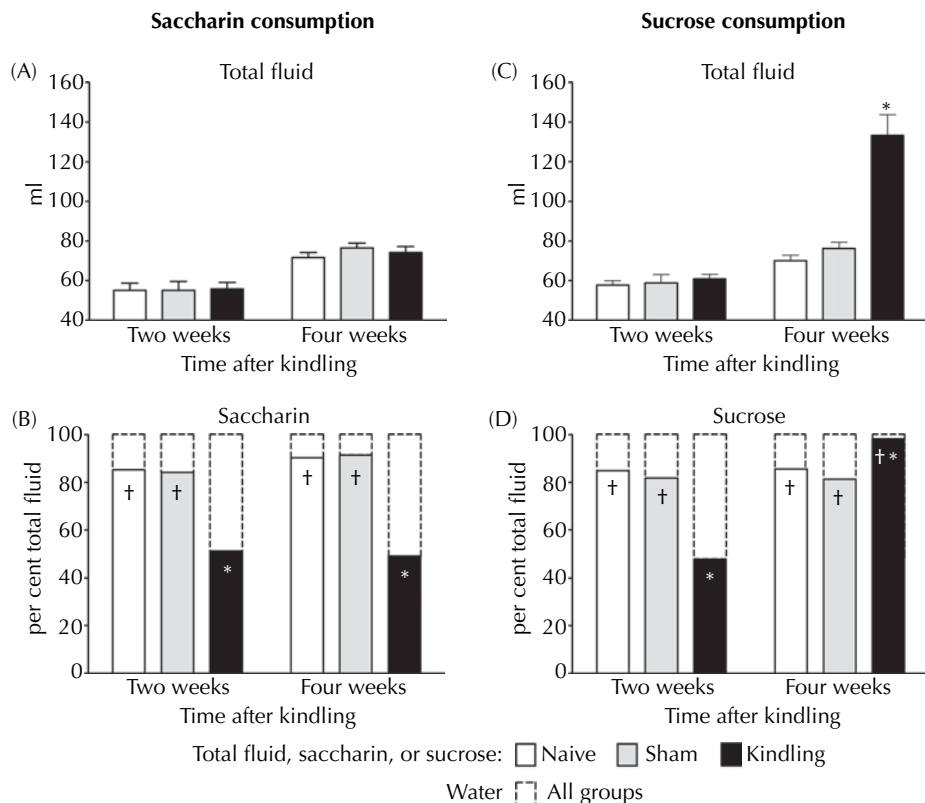 Saccharin consumption
Sucrose consumption
(A)
Total fluid
160
140
120
100
80
60
40
ml
Two weeks Four weeks
Time after kindling
(C)
Total fluid
160
140
120
100
80
60
40
ml
*
Two weeks Four weeks
Time after kindling
(B)
Saccharin
100
80
60
40
20
0
per cent total fluid
† † * † † *
Two weeks Four weeks
Time after kindling
(D)
Sucrose
100
80
60
40
20
0
per cent total fluid
† † * † † † *
Two weeks Four weeks
Time after kindling
Total fluid, saccharin, or sucrose: Naive Sham Kindling
Water All groups